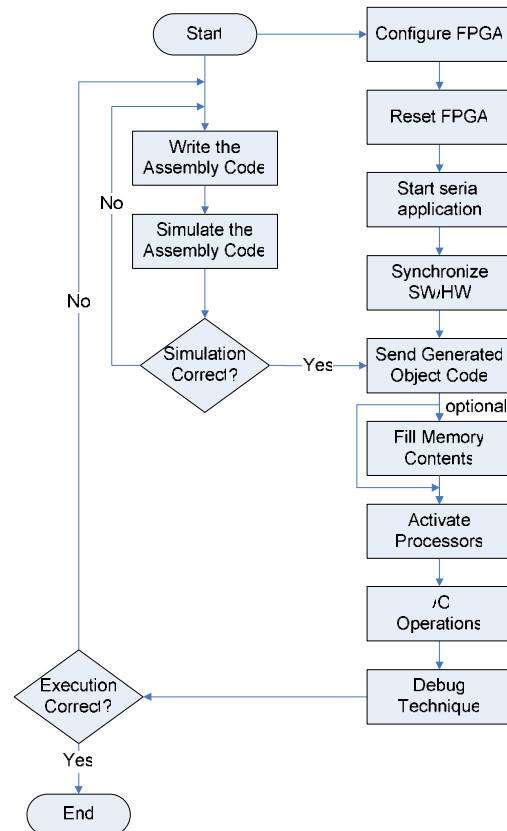 Start
Configure FPGA
Reset FPGA
Write the
Assembly Code
No
Start seria
application
Simulate the
Assembly Code
Synchronize
SW/HW
No
Simulation
Correct?
Yes
Send Generated
Object Code
optional
Fill Memory
Contents
Activate
Processors
/O
Operations
Execution
Correct?
Debug
Technique
Yes
End